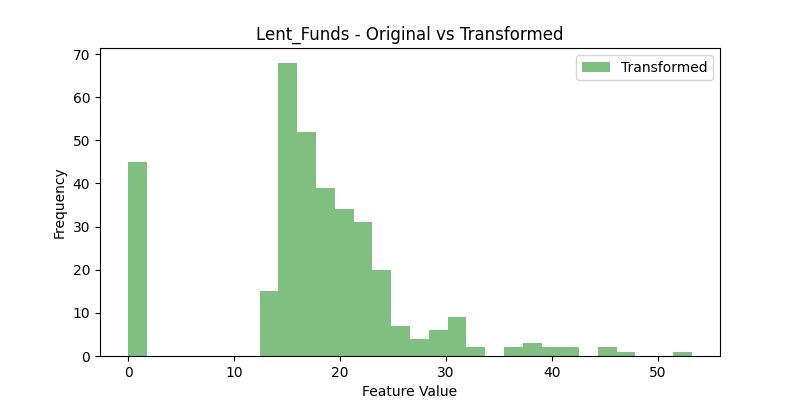 Lent_Funds - Original vs Transformed
Transformed
Frequency
70
60
50
40
30
20
10
0
0 10 20 30 40 50
Feature Value